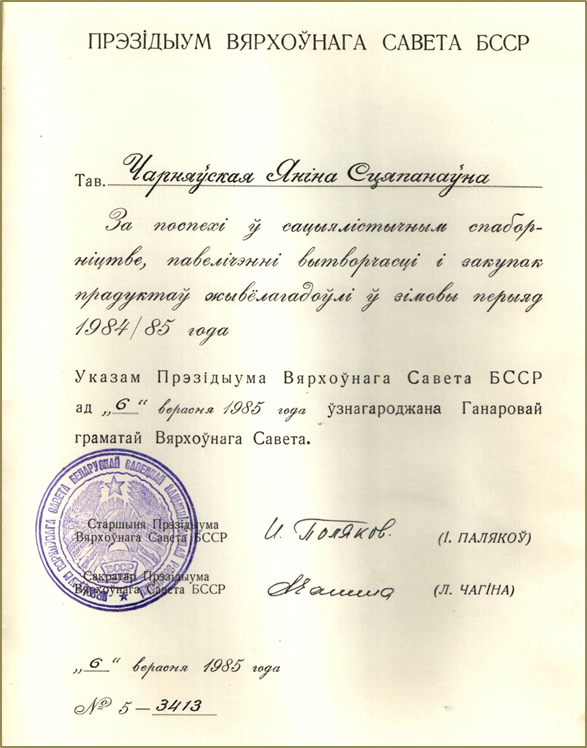 ПРЭЗІДЫУМ ВЯРХОЎНАГА САВЕТА БССР
Тав. Чарняўская Яніна Сцяпанаўна
За поспехі ў сацыялістычным спабор-
ніцтве, павелічэнні вытворчасці і закупак
прадуктаў жывёлагадоўлі ў зімовы перыяд
1984/85 года
Указам Прэзідыума Вярхоўнага Савета БССР
ад „6“ верасня 1985 года ўзнагароджана Ганаровай
граматай Вярхоўнага Савета.
Старшыня Прэзідыума
Вярхоўнага Савета БССР
И. Поляков.
(І. ПАЛЯКОЎ)
Сакратар Прэзідыума
Вярхоўнага Савета БССР
(Л. ЧАГІНА)
БССР
„6“ верасня 1985 года
№ 5—3413